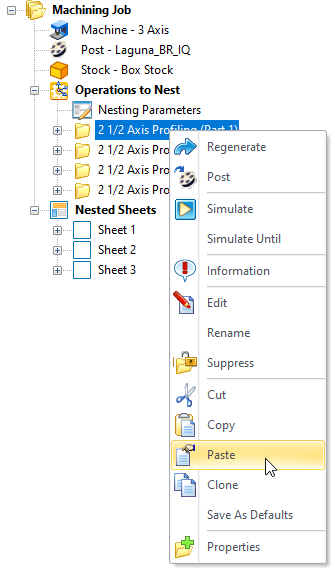 Machining Job
Machine - 3 Axis
Post - Laguna_BR_IQ
Stock - Box Stock
Operations to Nest
Nesting Parameters
2 1/2 Axis Profiling (Part 1)
2 1/2 Axis Pro
2 1/2 Axis Pro
2 1/2 Axis Pro
Nested Sheets
Sheet 1
Sheet 2
Sheet 3
Regenerate
Post
Simulate
Simulate Until
Information
Edit
Rename
Suppress
Cut
Copy
Paste
Clone
Save As Defaults
Properties